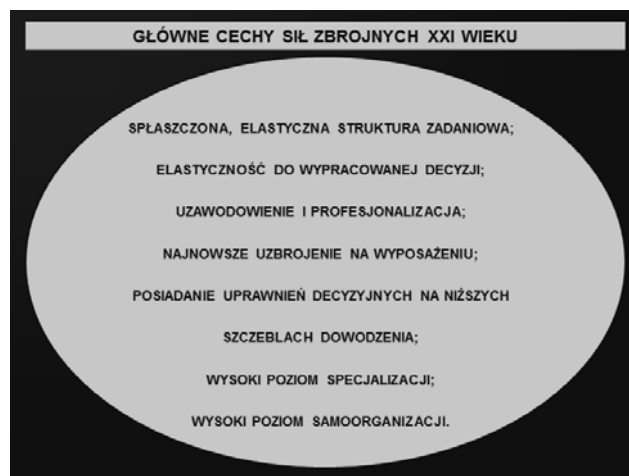 GŁÓWNE CECHY SIŁ ZBROJNYCH XXI WIEKU
SPŁASZCZONA, ELASTYCZNA STRUKTURA ZADANIOWA;
ELASTYCZNOŚĆ DO WYPRACOWANEJ DECYZJI;
UZAWODOWIENIE I PROFESJONALIZACJA;
NAJNOWSZE UZBROJENIE NA WYPOSAŻENIU;
POSIADANIE UPRAWNIEŃ DECYZYJNYCH NA NIŻSZYCH
SZCZEBLACH DOWODZENIA;
WYSOKI POZIOM SPECJALIZACJI;
WYSOKI POZIOM SAMOORGANIZACJI.